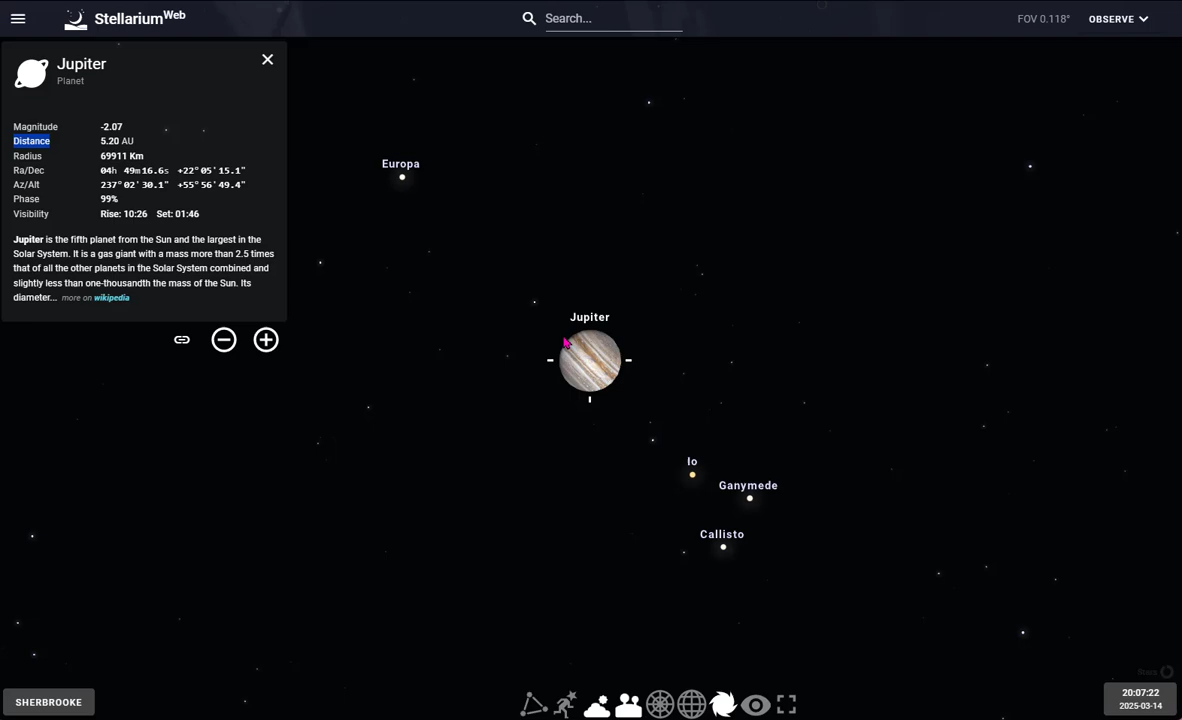 StellariumWeb
Search...
FOV 0.118°
OBSERVE
Jupiter
Planet
Magnitude -2.07
Distance 5.20 AU
Radius 69911 Km
Ra/Dec 04h 49m16.6s +22°05'15.1"
Az/Alt 237°02'30.1" +55°56'49.4"
Phase 99%
Visibility Rise: 10:26 Set: 01:46
Jupiter is the fifth planet from the Sun and the largest in the
Solar System. It is a gas giant with a mass more than 2.5 times
that of all the other planets in the Solar System combined and
slightly less than one-thousandth the mass of the Sun. Its
diameter... more on wikipedia
Europa
Jupiter
Io
Ganymede
Callisto
SHERBROOKE
20:07:22
2025-03-14